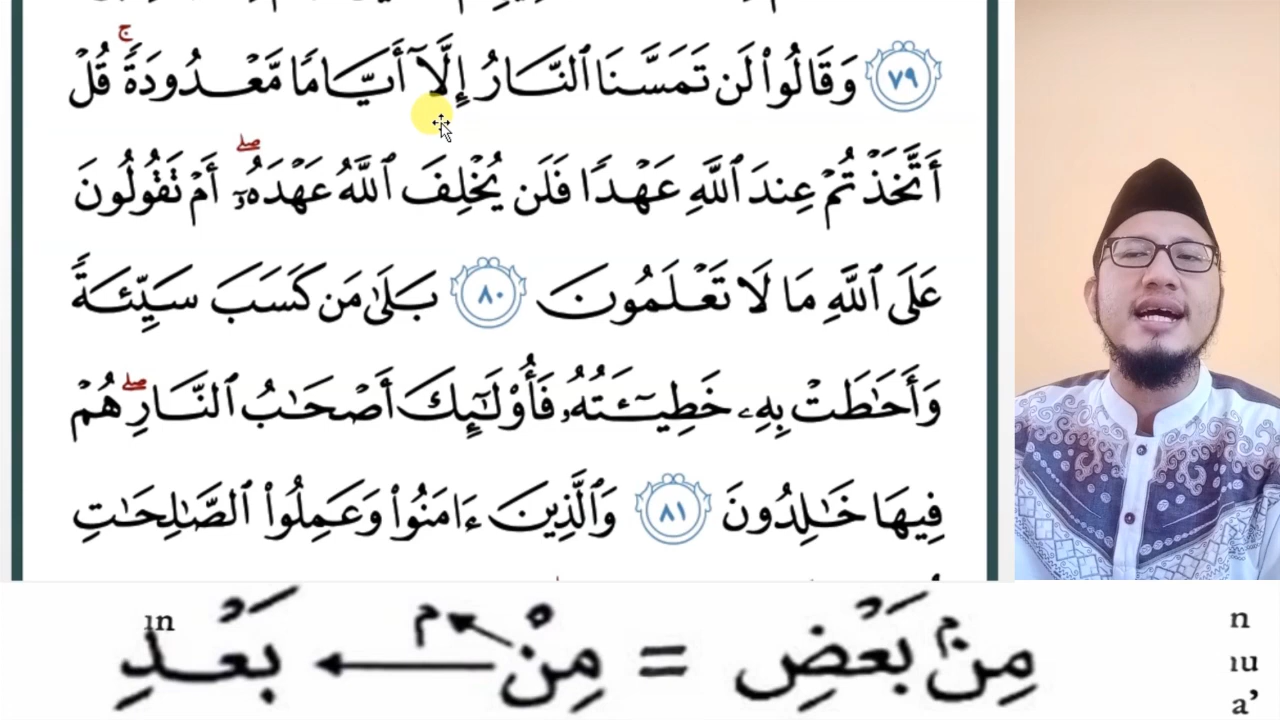 ٧٩ وَقَالُوا۟ لَن تَمَسَّنَا ٱلنَّارُ إِلَّآ أَيَّامًا مَّعْدُودَةً ۚ قُلْ
أَتَّخَذْتُمْ عِندَ ٱللَّهِ عَهْدًا فَلَن يُخْلِفَ ٱللَّهُ عَهْدَهُۥٓ ۖ أَمْ تَقُولُونَ
عَلَى ٱللَّهِ مَا لَا تَعْلَمُونَ ٨٠ بَلَىٰ مَن كَسَبَ سَيِّئَةً
وَأَحَٰطَتْ بِهِۦ خَطِيٓـَٔتُهُۥ فَأُو۟لَٰٓئِكَ أَصْحَٰبُ ٱلنَّارِ ۖ هُمْ
فِيهَا خَٰلِدُونَ ٨١ وَٱلَّذِينَ ءَامَنُوا۟ وَعَمِلُوا۟ ٱلصَّٰلِحَٰتِ
مِنْۢ بَعْضِ = مِنْ م بَعْدِ
n